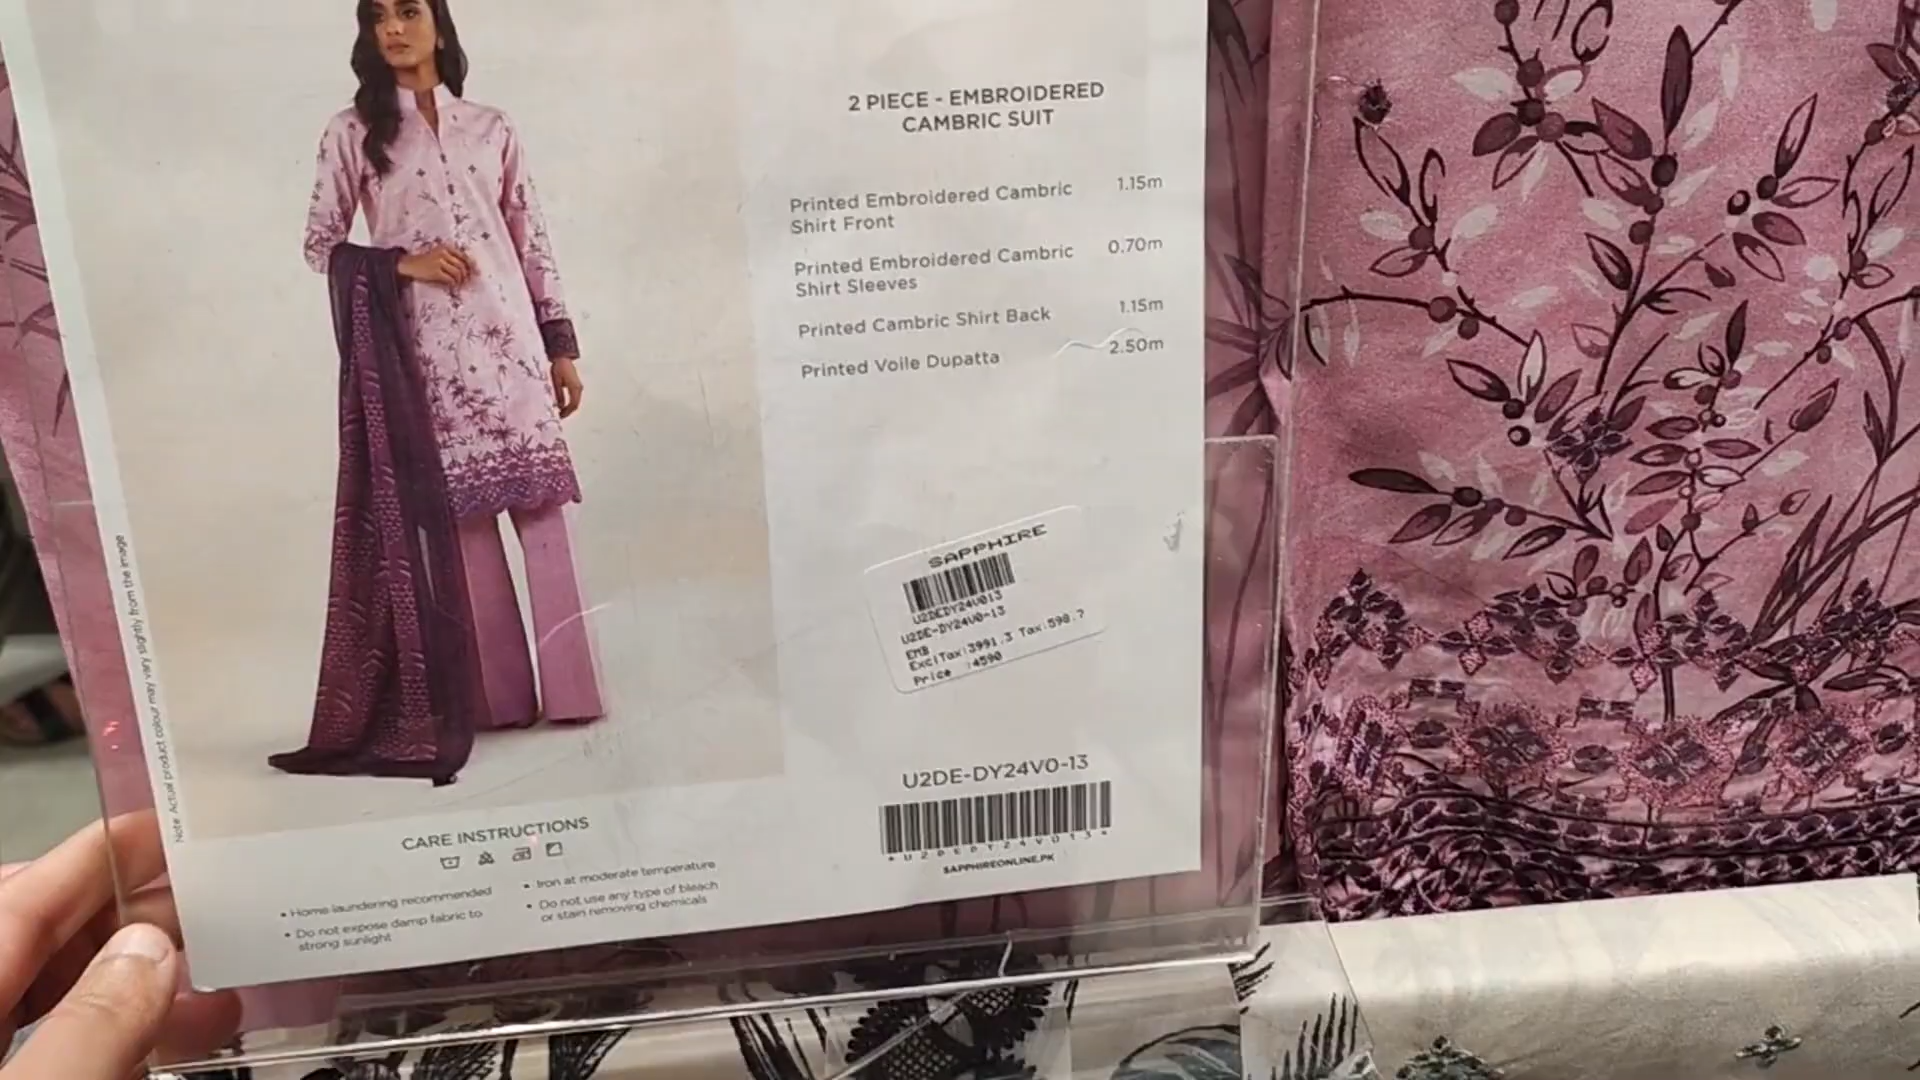 2 PIECE - EMBROIDERED
CAMBRIC SUIT
Printed Embroidered Cambric 1.15m
Shirt Front
Printed Embroidered Cambric 0.70m
Shirt Sleeves
Printed Cambric Shirt Back 1.15m
Printed Voile Dupatta 2.50m
SAPPHIRE
U2DEDY24V013
U2DE-DY24V0-13
EMB
ExclTax:3991.3 Tax:598.7
Price :4590
U2DE-DY24V0-13
*U2DEDY24V013*
SAPPHIREONLINE.PK
Note: Actual product colour may vary slightly from the image
CARE INSTRUCTIONS
• Home laundering recommended
• Do not expose damp fabric to
strong sunlight
• Iron at moderate temperature
• Do not use any type of bleach
or stain removing chemicals